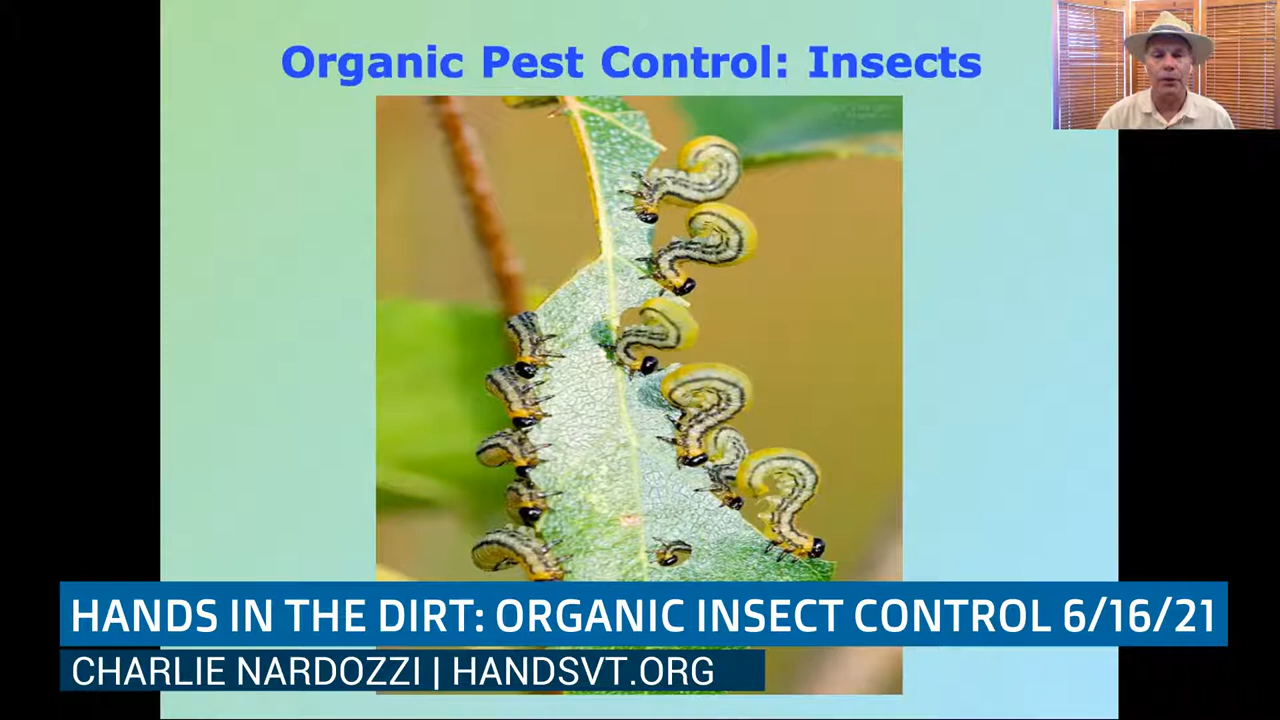 Organic Pest Control: Insects
HANDS IN THE DIRT: ORGANIC INSECT CONTROL 6/16/21
CHARLIE NARDOZZI | HANDSVT.ORG